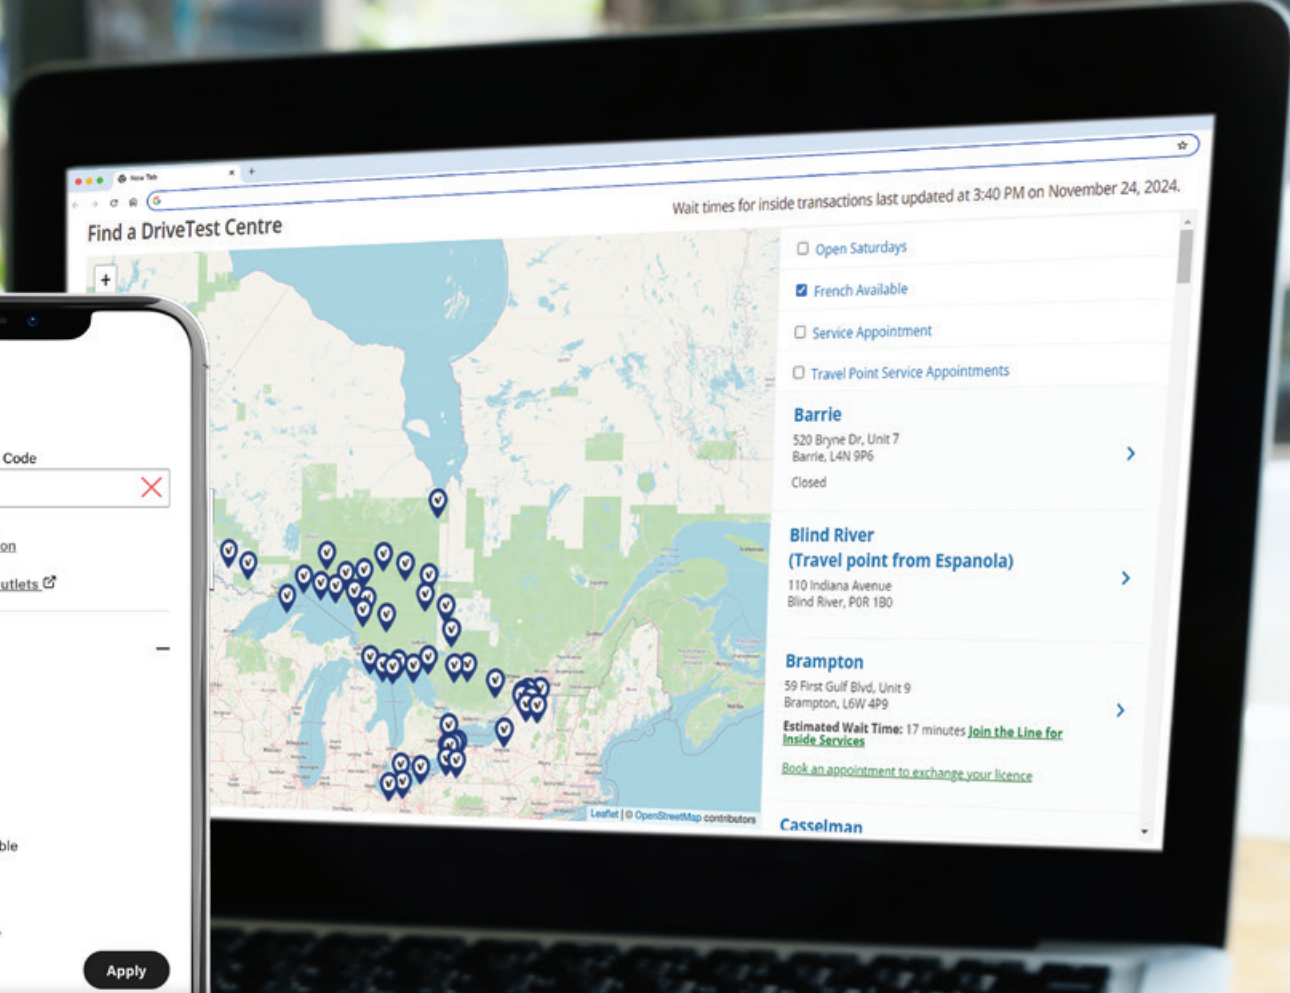 New Tab
Find a DriveTest Centre
Wait times for inside transactions last updated at 3:40 PM on November 24, 2024.
+
Open Saturdays
French Available
Service Appointment
Travel Point Service Appointments
Barrie
520 Bryne Dr, Unit 7
Barrie, L4N 9P6
Closed
Blind River
(Travel point from Espanola)
110 Indiana Avenue
Blind River, P0R 1B0
Brampton
59 First Gulf Blvd, Unit 9
Brampton, L6W 4P9
Estimated Wait Time: 17 minutes Join the Line for
Inside Services
Book an appointment to exchange your licence
Casselman
Leaflet | © OpenStreetMap contributors
Code
on
utlets
ble
Apply